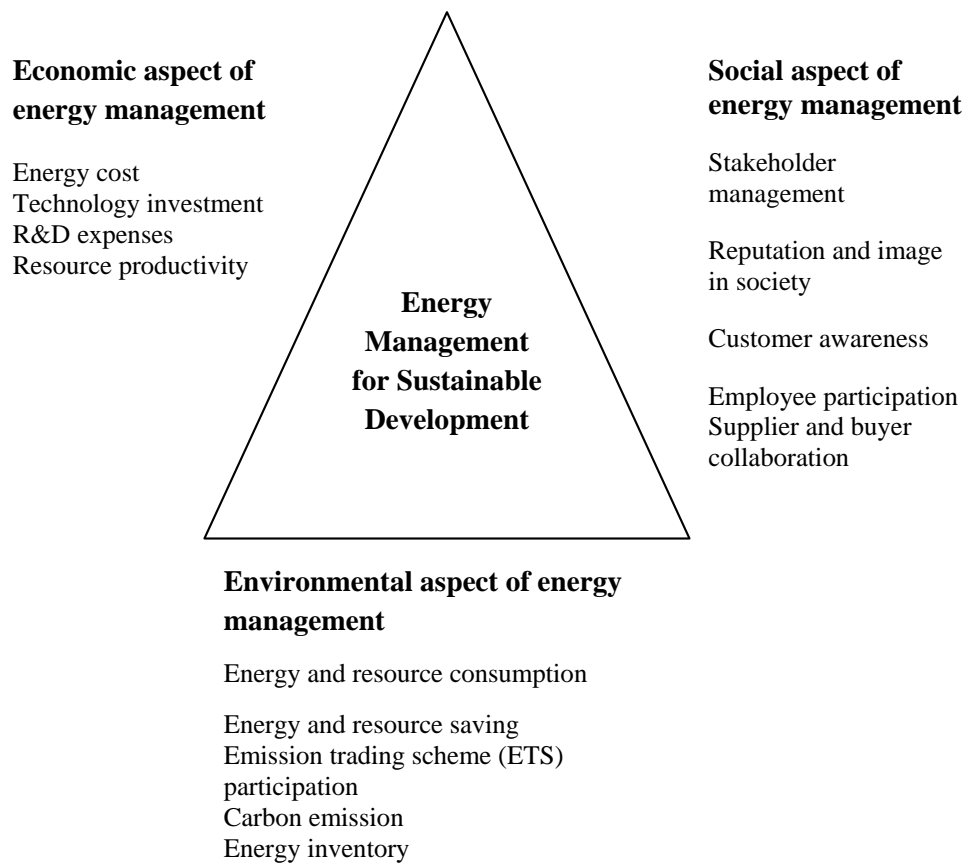 Economic aspect of
energy management
Energy cost
Technology investment
R&D expenses
Resource productivity
Energy
Management
for Sustainable
Development
Social aspect of
energy management
Stakeholder
management
Reputation and image
in society
Customer awareness
Employee participation
Supplier and buyer
collaboration
Environmental aspect of energy
management
Energy and resource consumption
Energy and resource saving
Emission trading scheme (ETS)
participation
Carbon emission
Energy inventory